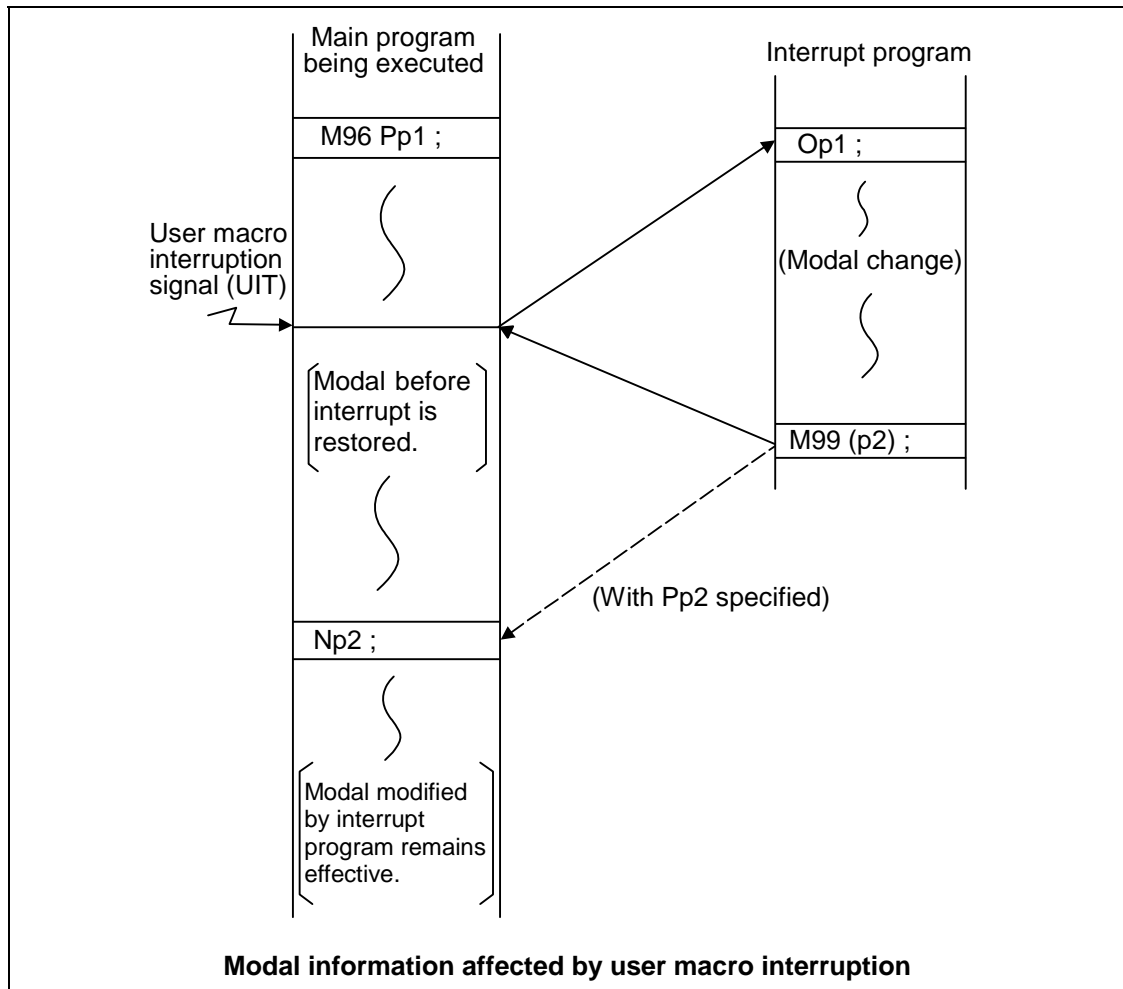 Main program
being executed
Interrupt program
M96 Pp1 ;
Op1 ;
User macro
interruption
signal (UIT)
(Modal change)
Modal before
interrupt is
restored.
M99 (p2) ;
(With Pp2 specified)
Np2 ;
Modal modified
by interrupt
program remains
effective.
Modal information affected by user macro interruption